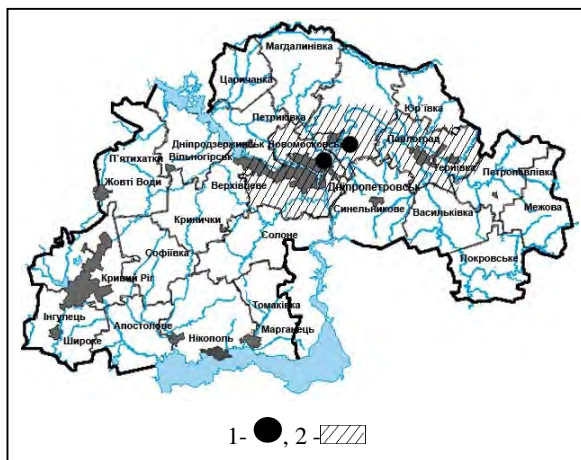 Магдалинівка
Царичанка
Юр'ївка
Петриківка
Павлоград
Дніпродзержинськ
Новомосковськ
П'ятихатки
Вільногірськ
Тернівка
Петропавлівка
Жовті Води
Верхівцеве
Дніпропетровськ
Синельникове
Васильківка
Межова
Кринички
Солоне
Софіївка
Покровське
Кривий Ріг
Томаківка
Інгулець
Апостолове
Широке
Нікополь
Марганець
1- , 2 -